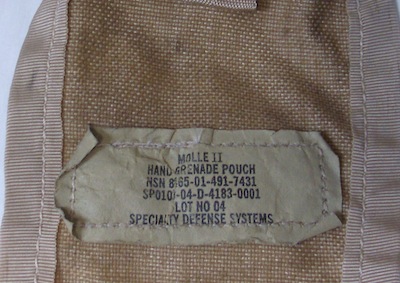 MOLLE II
HAND GRENADE POUCH
NSN 8465-01-491-7431
SPO100-04-D-4183-0001
LOT NO 04
SPECIALTY DEFENSE SYSTEMS